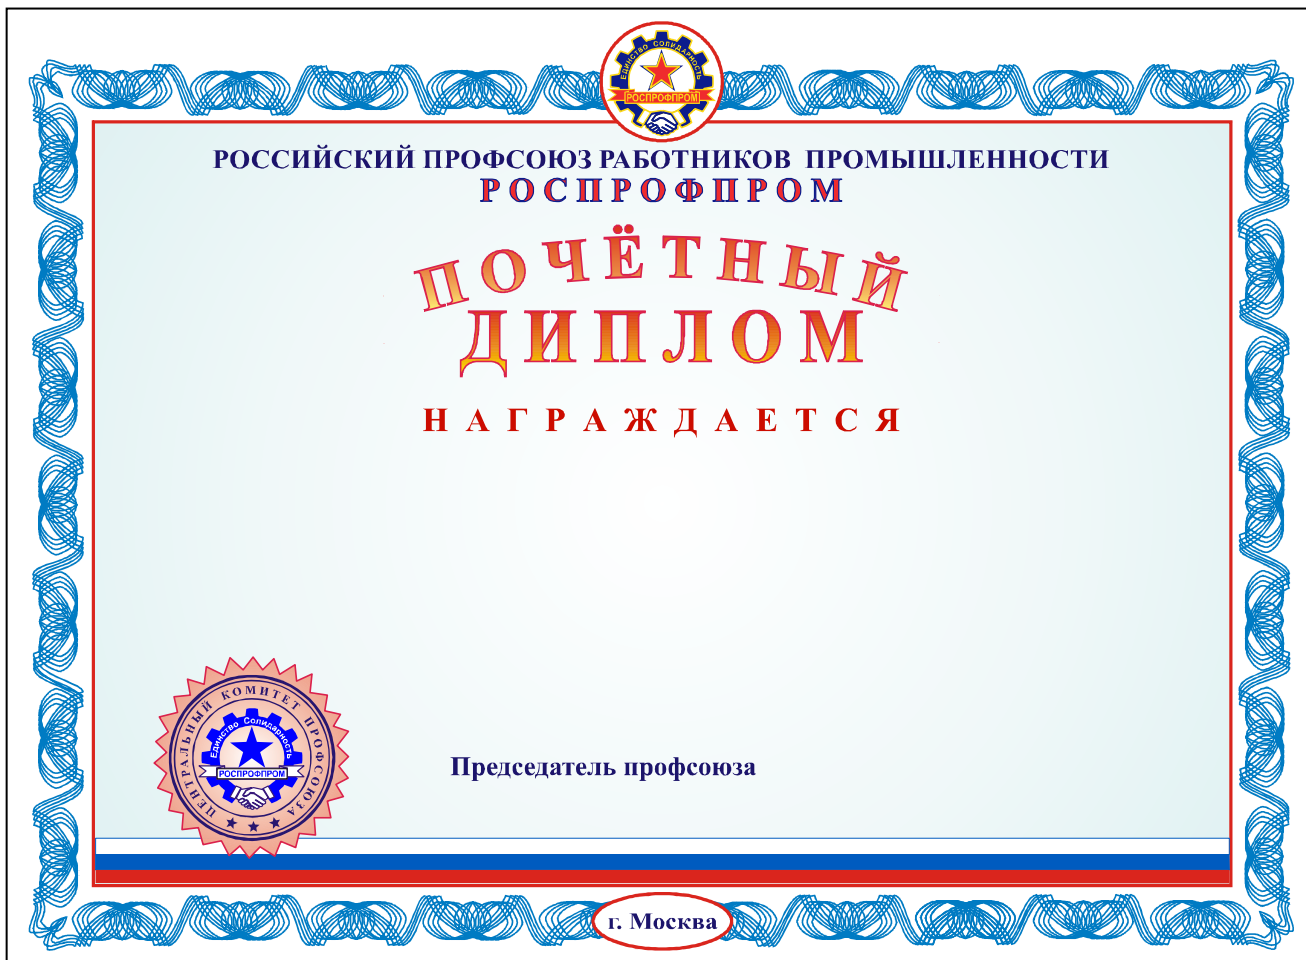 Единство Солидарность
РОСПРОФПРОМ
РОССИЙСКИЙ ПРОФСОЮЗ РАБОТНИКОВ ПРОМЫШЛЕННОСТИ
РОСПРОФПРОМ
ПОЧЁТНЫЙ
ДИПЛОМ
НАГРАЖДАЕТСЯ
ЦЕНТРАЛЬНЫЙ КОМИТЕТ ПРОФСОЮЗА
Единство Солидарность
РОСПРОФПРОМ
Председатель профсоюза
г. Москва